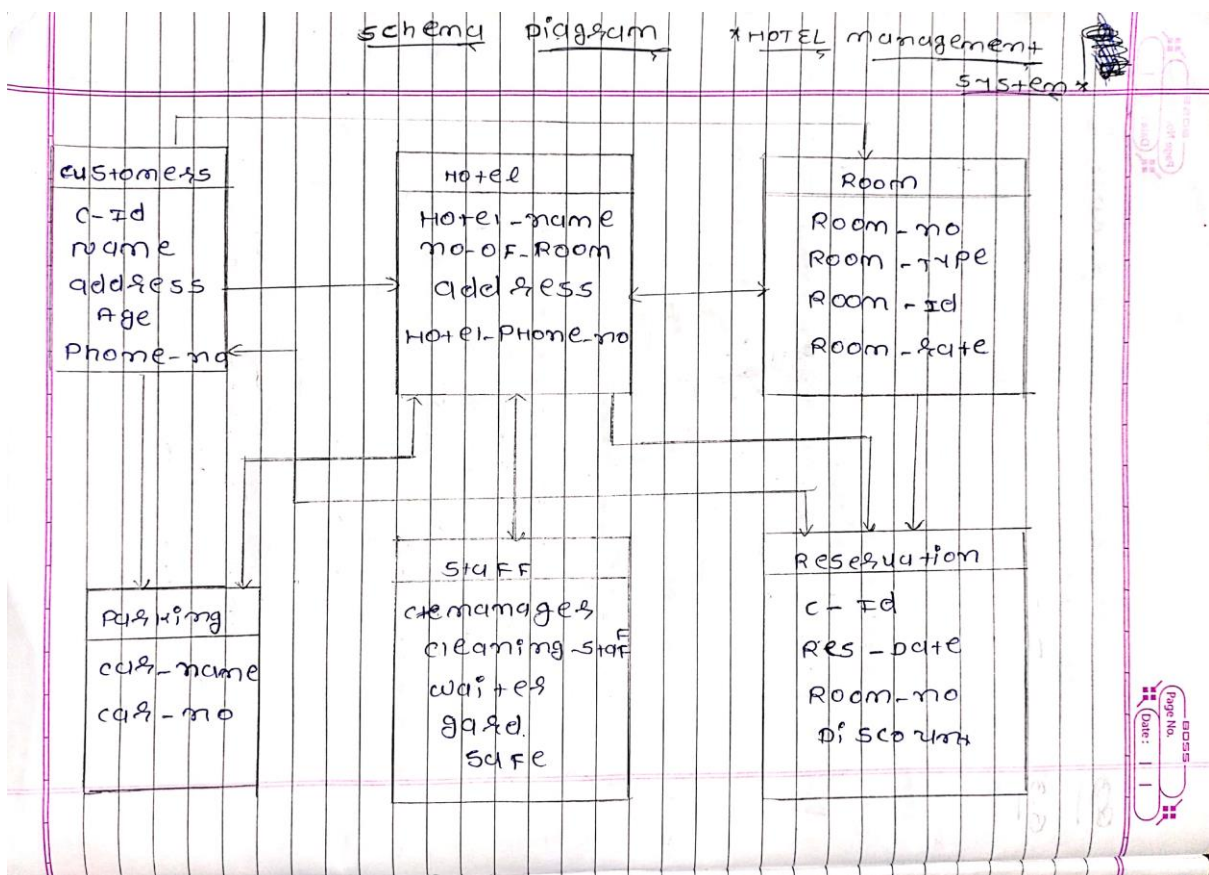 schema Diagram *HOTEL management
system*
customers
C-Id
Name
address
Age
Phone-no
Hotel
Hotel-name
no-OF-Room
address
Hotel-Phone-no
Room
Room-no
Room-Type
Room-Id
Room-rate
Parking
car-name
car-no
Staff
manager
cleaning-staff
waiter
gard
Safe
Reservation
C-Id
Res-Date
Room-no
Discount
BOSS
Page No.
Date: